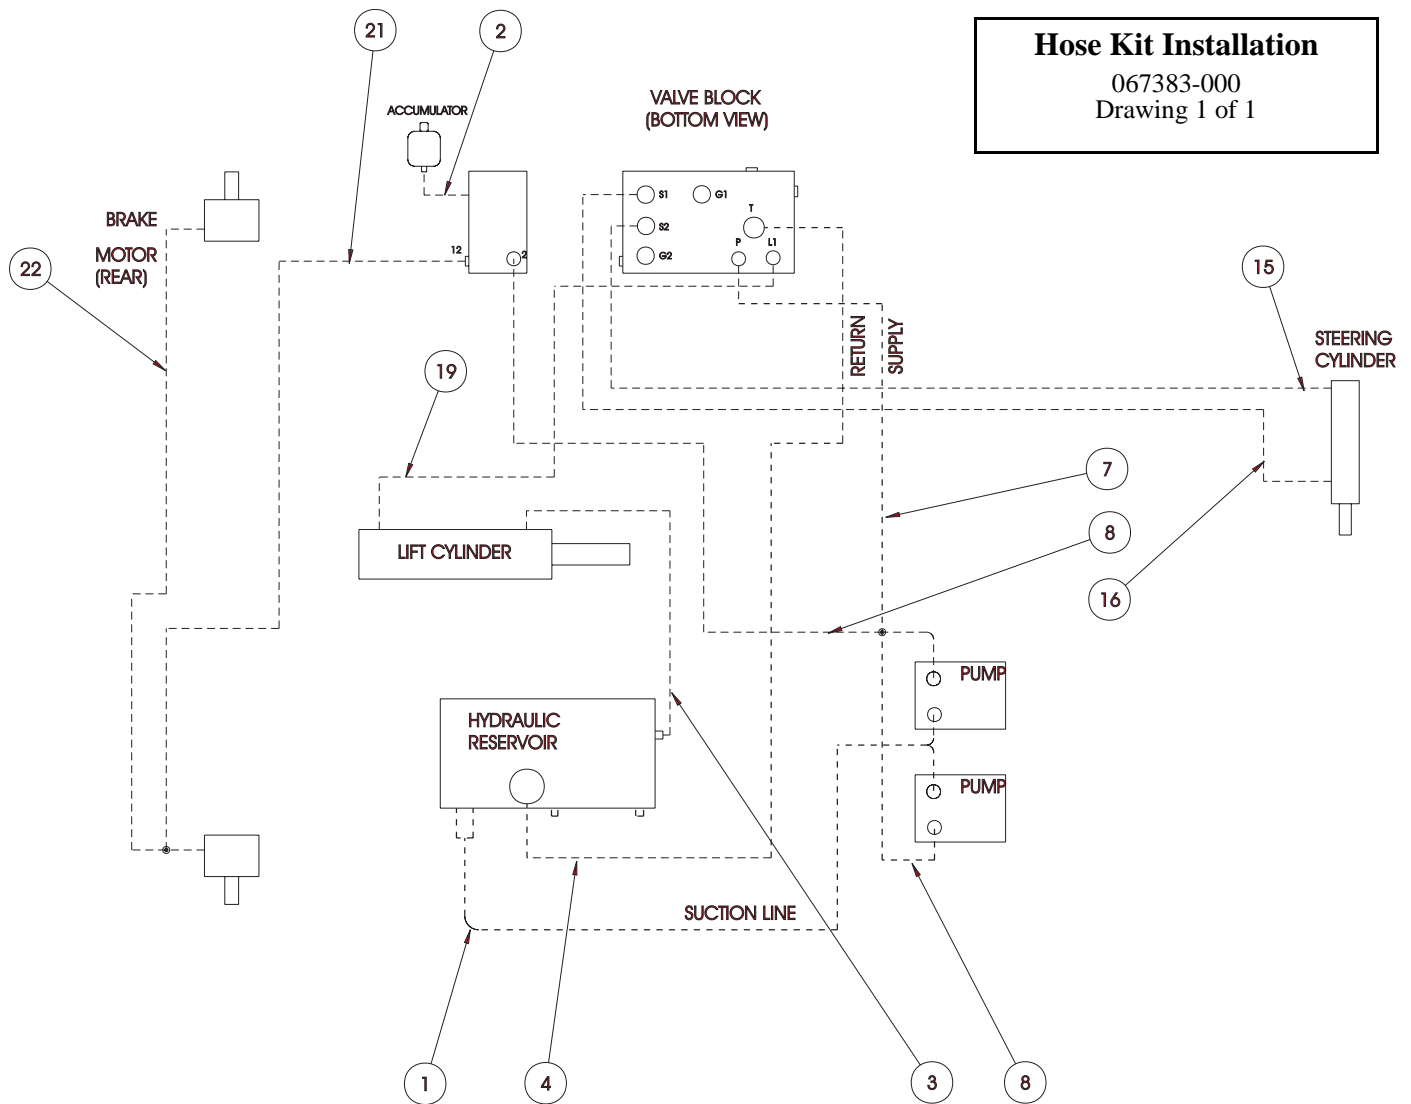 21
2
Hose Kit Installation
067383-000
Drawing 1 of 1
ACCUMULATOR
VALVE BLOCK
(BOTTOM VIEW)
S1
G1
T
BRAKE
S2
MOTOR
(REAR)
12
2
P
L1
G2
22
15
RETURN
SUPPLY
STEERING
CYLINDER
19
7
8
LIFT CYLINDER
16
PUMP
HYDRAULIC
RESERVOIR
PUMP
SUCTION LINE
1
4
3
8